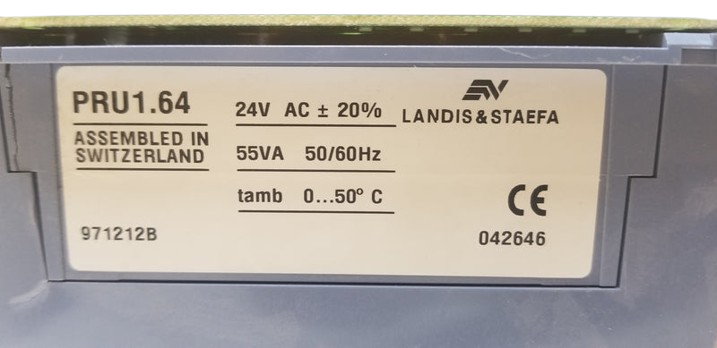 PRU1.64
ASSEMBLED IN
SWITZERLAND
971212B
24V AC ± 20%
55VA 50/60Hz
tamb 0...50° C
LANDIS & STAEFA
CE
042646